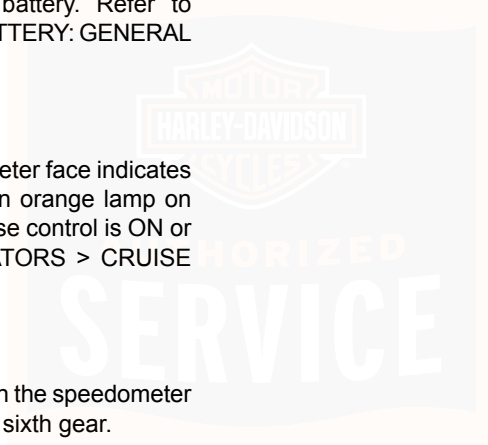 battery. Refer to
TTERY: GENERAL
MOTOR
HARLEY-DAVIDSON
CYCLES
eter face indicates
n orange lamp on
se control is ON or
ATORS > CRUISE
AUTHORIZED
SERVICE
n the speedometer
sixth gear.